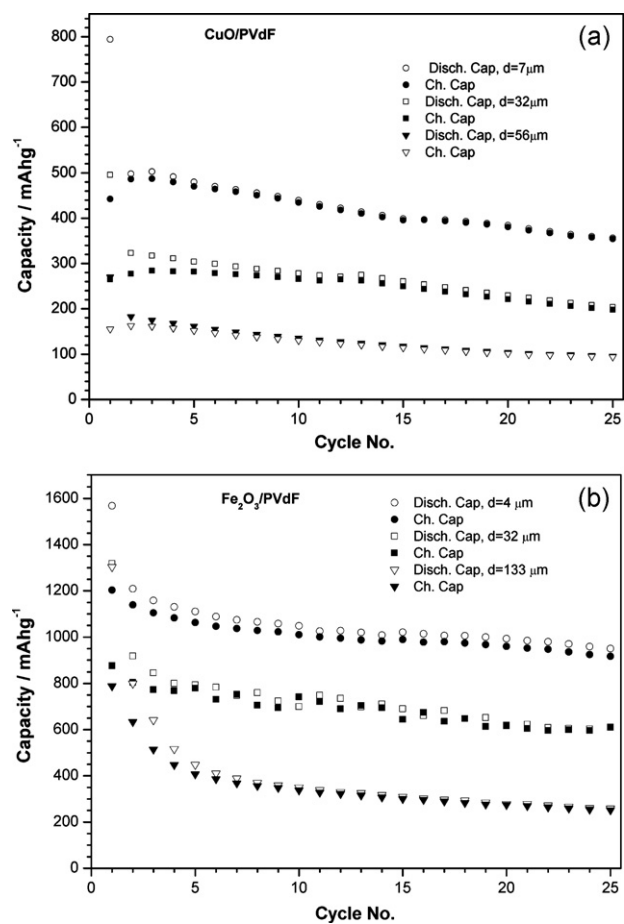 CuO/PVdF
(a)
Disch. Cap, d=7μm
Ch. Cap
Disch. Cap, d=32μm
Ch. Cap
Disch. Cap, d=56μm
Ch. Cap
Capacity / mAhg⁻¹
800
700
600
500
400
300
200
100
0
0 5 10 15 20 25
Cycle No.
Fe₂O₃/PVdF
(b)
Disch. Cap, d=4 μm
Ch. Cap
Disch. Cap, d=32 μm
Ch. Cap
Disch. Cap, d=133 μm
Ch. Cap
Capacity / mAhg⁻¹
1600
1400
1200
1000
800
600
400
200
0
0 5 10 15 20 25
Cycle No.